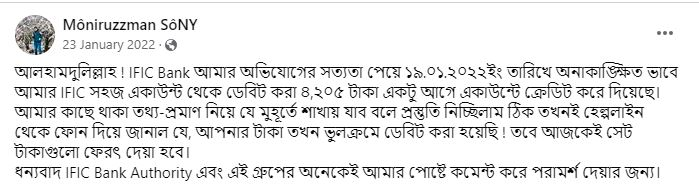 Môniruzzman SôNY
23 January 2022 ·
আলহামদুলিল্লাহ ! IFIC Bank আমার অভিযোগের সত্যতা পেয়ে ১৯.০১.২০২২ইং তারিখে অনাকাঙ্ক্ষিত ভাবে
আমার IFIC সহজ একাউন্ট থেকে ডেবিট করা ৪,২০৫ টাকা একটু আগে একাউন্টে ক্রেডিট করে দিয়েছে।
আমার কাছে থাকা তথ্য-প্রমাণ নিয়ে যে মুহূর্তে শাখায় যাব বলে প্রস্তুতি নিচ্ছিলাম ঠিক তখনই হেল্পলাইন
থেকে ফোন দিয়ে জানাল যে, আপনার টাকা তখন ভুলক্রমে ডেবিট করা হয়েছিল ! তবে আজকেই সেট
টাকাগুলো ফেরৎ দেয়া হবে।
ধন্যবাদ IFIC Bank Authority এবং এই গ্রুপের অনেকেই আমার পোষ্টে কমেন্ট করে পরামর্শ দেয়ার জন্য।